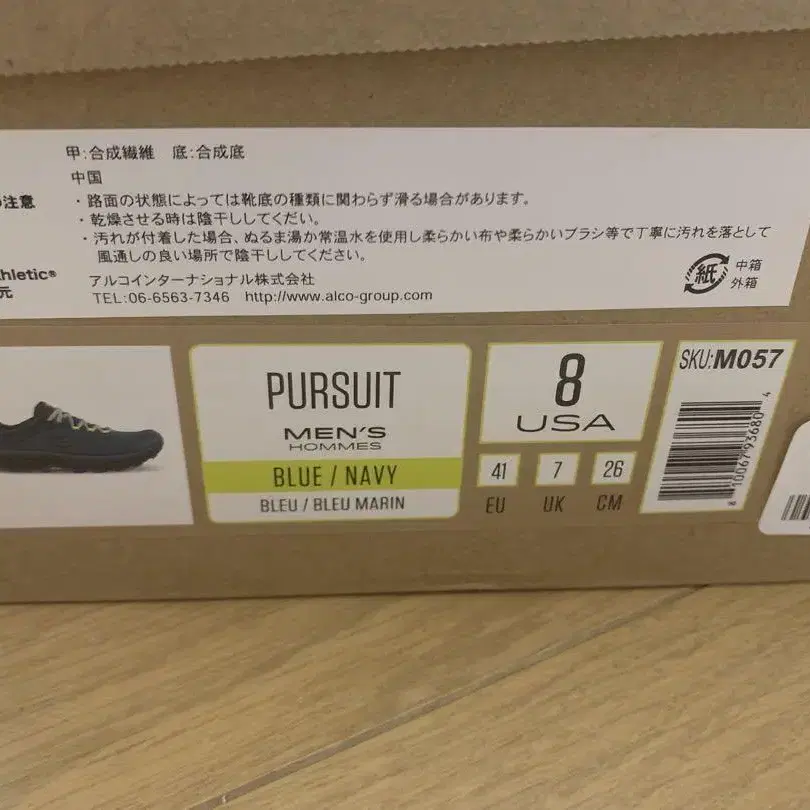 甲:合成繊維 底:合成底
中国
注意
・路面の状態によっては靴底の種類に関わらず滑る場合があります。
・乾燥させる時は陰干ししてくだい。
・汚れが付着した場合、ぬるま湯か常温水を使用し柔らかい布や柔らかいブラシ等で丁寧に汚れを落として
風通しの良い場所で陰干ししてください。
thletic®
元
アルコインターナショナル株式会社
TEL:06-6563-7346 http://www.alco-group.com
紙
中箱
外箱
PURSUIT
MEN'S
HOMMES
BLUE / NAVY
BLEU / BLEU MARIN
8
USA
41
7
26
EU
UK
CM
SKU:M057
8 10067 93680 4